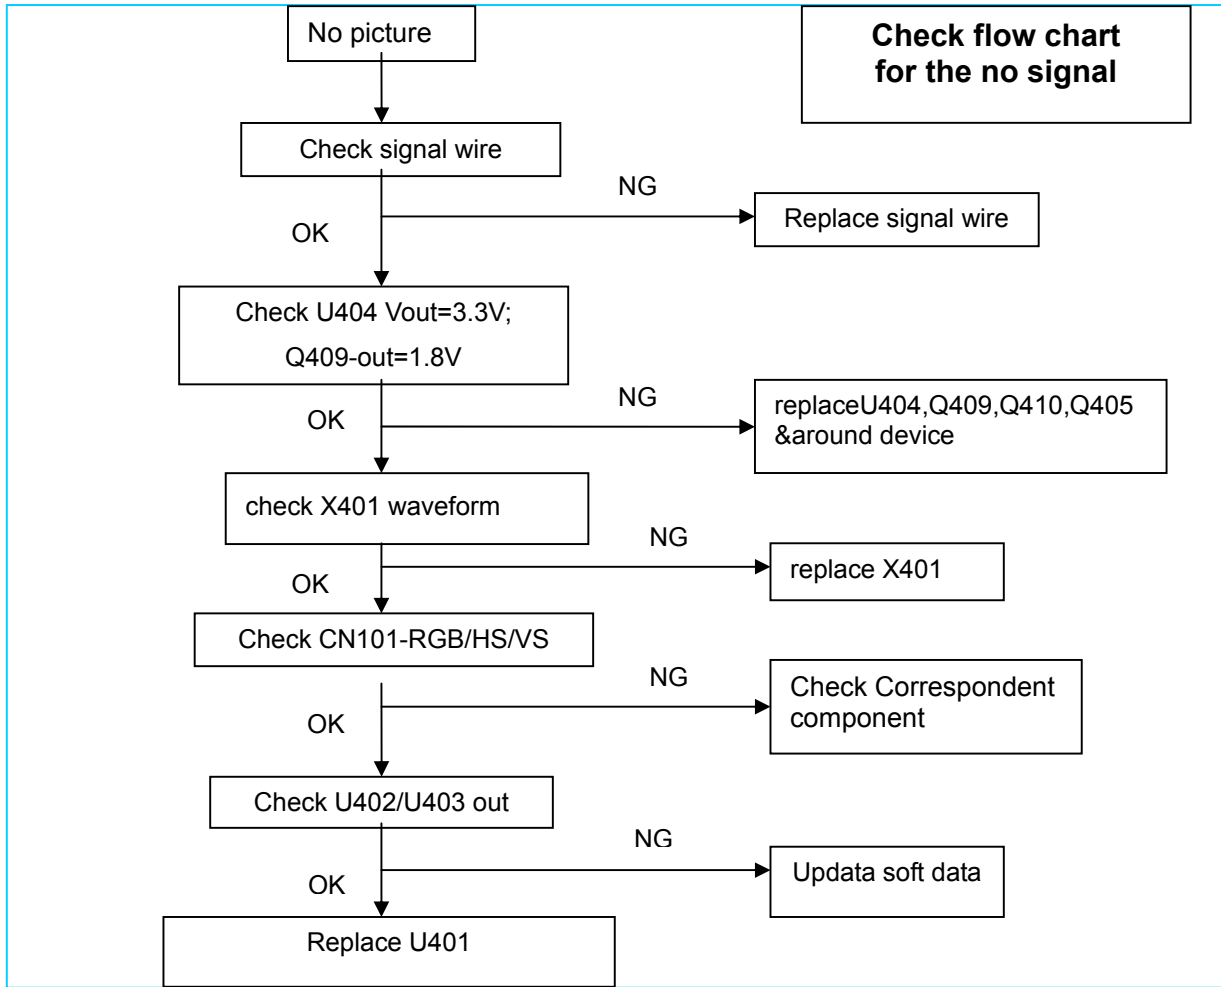 No picture
Check flow chart
for the no signal
Check signal wire
NG
Replace signal wire
OK
Check U404 Vout=3.3V;
Q409-out=1.8V
NG
replaceU404,Q409,Q410,Q405
&around device
OK
check X401 waveform
NG
replace X401
OK
Check CN101-RGB/HS/VS
NG
Check Correspondent
component
OK
Check U402/U403 out
NG
Updata soft data
OK
Replace U401